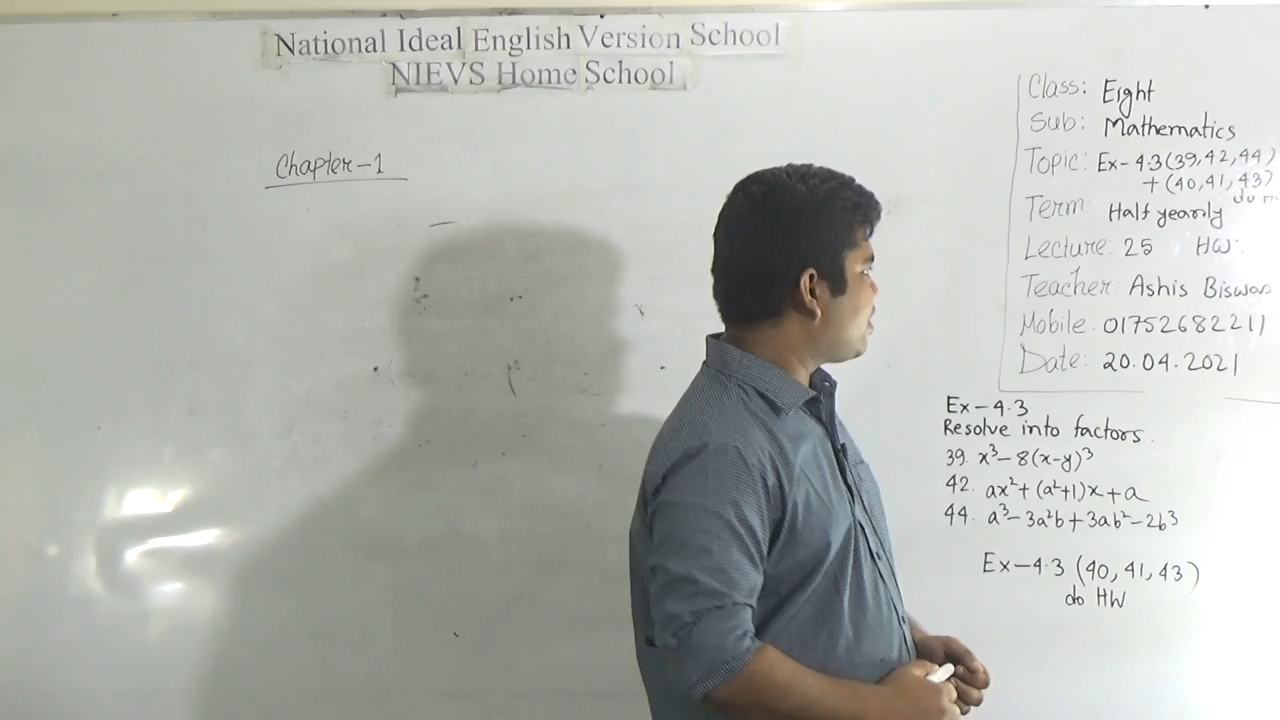 National Ideal English Version School
NIEVS Home School
Chapter-1
Class: Eight
Sub: Mathematics
Topic: Ex-4.3(39,42,44)
+(40,41,43)
do
Term: Half yearly
Lecture: 25 HW.
Teacher: Ashis Biswas
Mobile: 01752682211
Date: 20.04.2021
Ex-4.3
Resolve into factors.
39. x³-8(x-y)³
42. ax²+(a²+1)x+a
44. a³-3a²b+3ab²-2b³
Ex-4.3 (40,41,43)
do HW